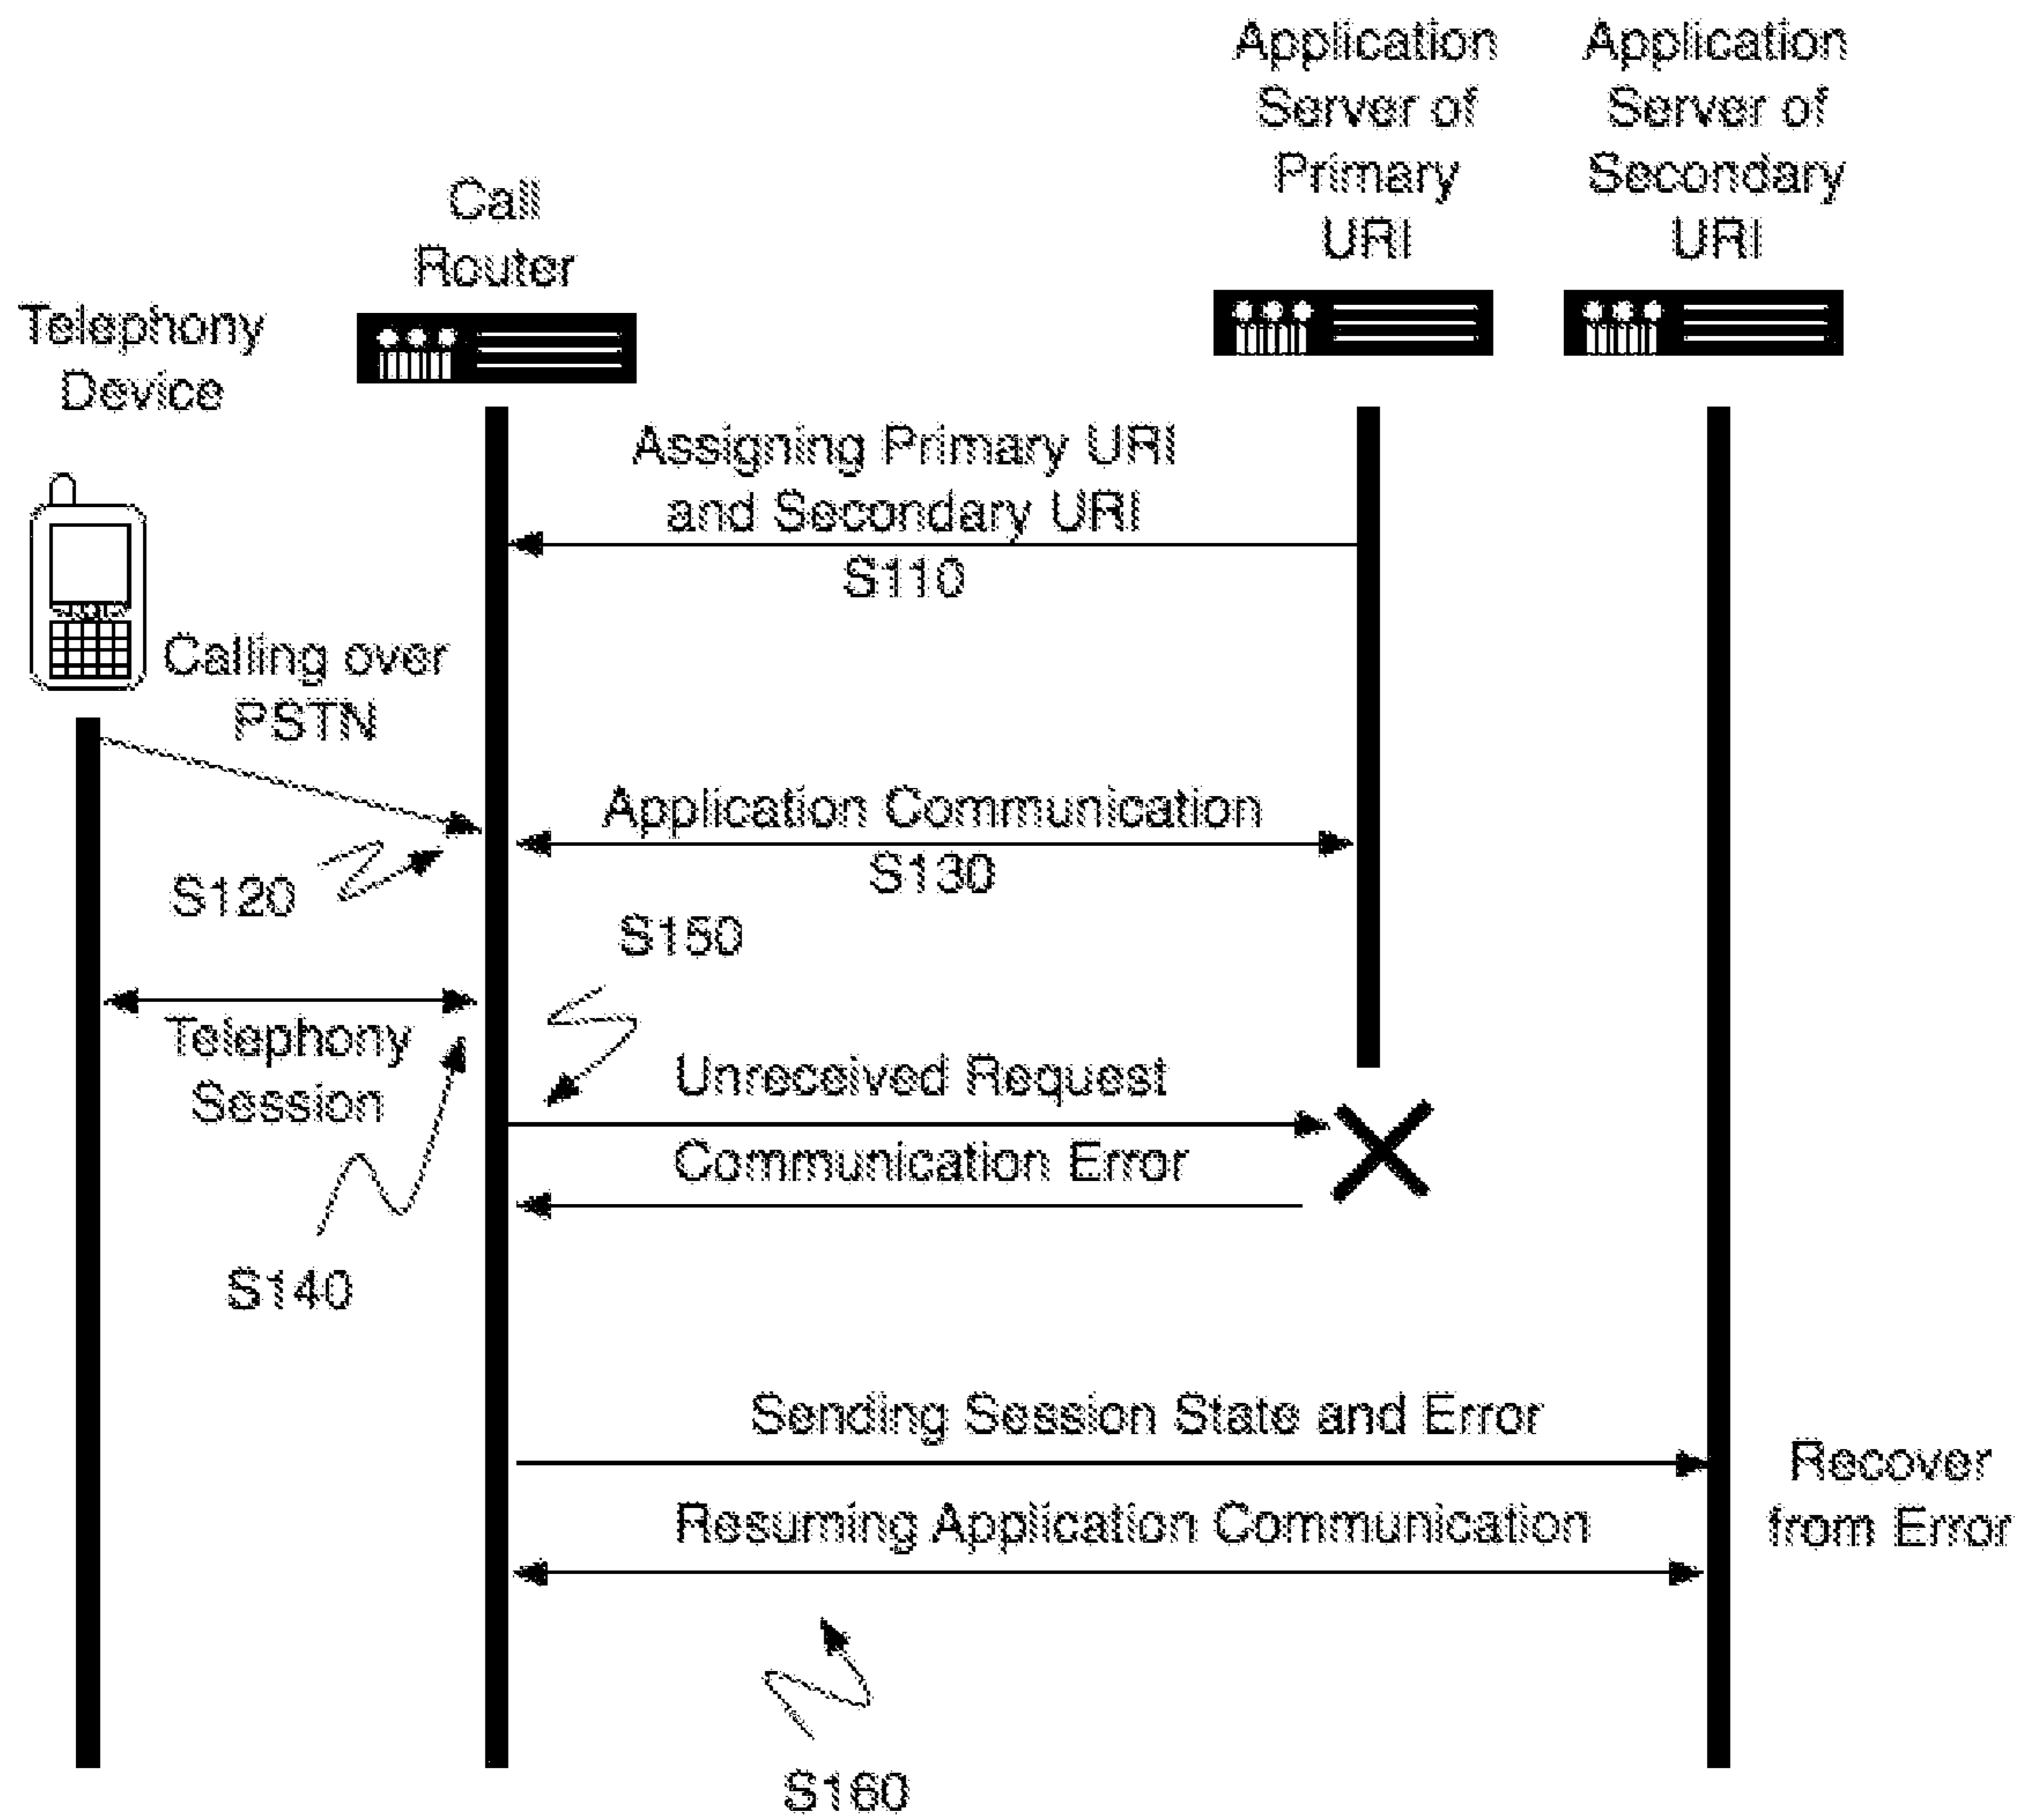 Application
Server of
Primary
URI
Application
Server of
Secondary
URI
Call
Router
Telephony
Device
Assigning Primary URI
and Secondary URI
S110
Calling over
PSTN
Application Communication
S130
S120
S150
Telephony
Session
Unreceived Request
Communication Error
S140
Sending Session State and Error
Recover
from Error
Resuming Application Communication
S160